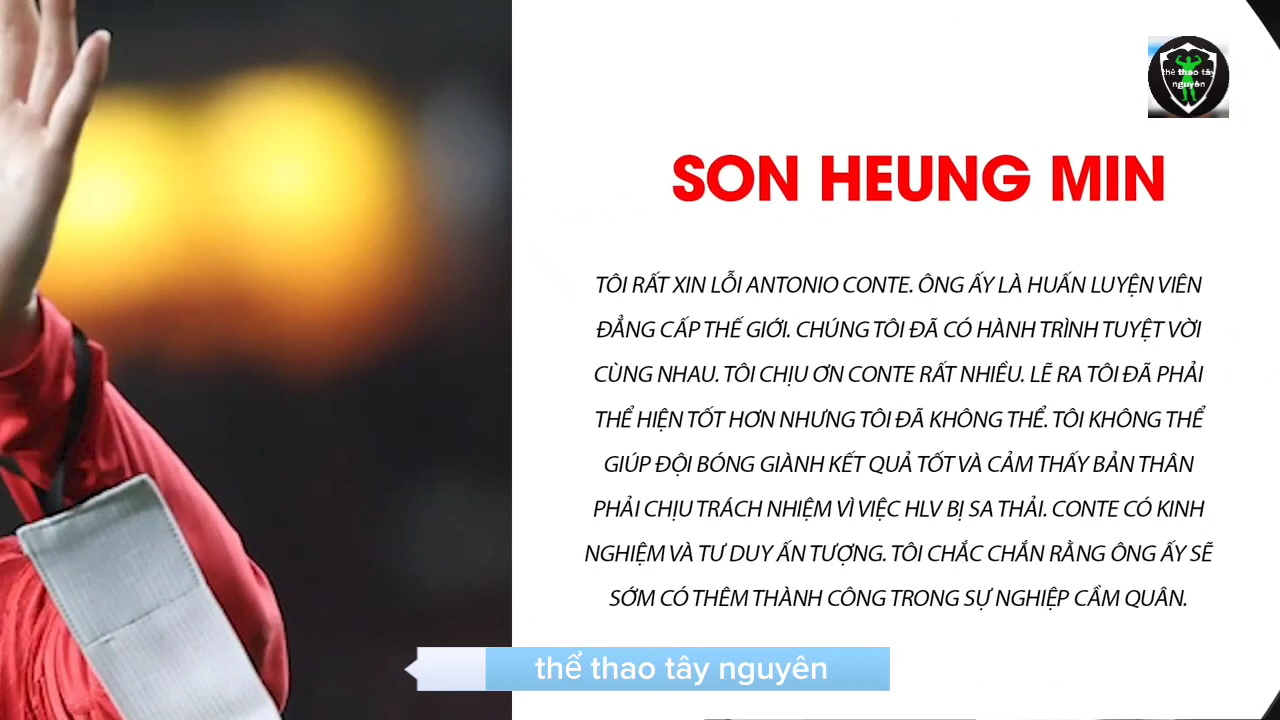 thể thao tây
nguyên
SON HEUNG MIN
TÔI RẤT XIN LỖI ANTONIO CONTE. ÔNG ẤY LÀ HUẤN LUYỆN VIÊN
ĐẲNG CẤP THẾ GIỚI. CHÚNG TÔI ĐÃ CÓ HÀNH TRÌNH TUYỆT VỜI
CÙNG NHAU. TÔI CHỊU ƠN CONTE RẤT NHIỀU. LẼ RA TÔI ĐÃ PHẢI
THỂ HIỆN TỐT HƠN NHƯNG TÔI ĐÃ KHÔNG THỂ. TÔI KHÔNG THỂ
GIÚP ĐỘI BÓNG GIÀNH KẾT QUẢ TỐT VÀ CẢM THẤY BẢN THÂN
PHẢI CHỊU TRÁCH NHIỆM VÌ VIỆC HLV BỊ SA THẢI. CONTE CÓ KINH
NGHIỆM VÀ TƯ DUY ẤN TƯỢNG. TÔI CHẮC CHẮN RẰNG ÔNG ẤY SẼ
SỚM CÓ THÊM THÀNH CÔNG TRONG SỰ NGHIỆP CẦM QUÂN.
thể thao tây nguyên